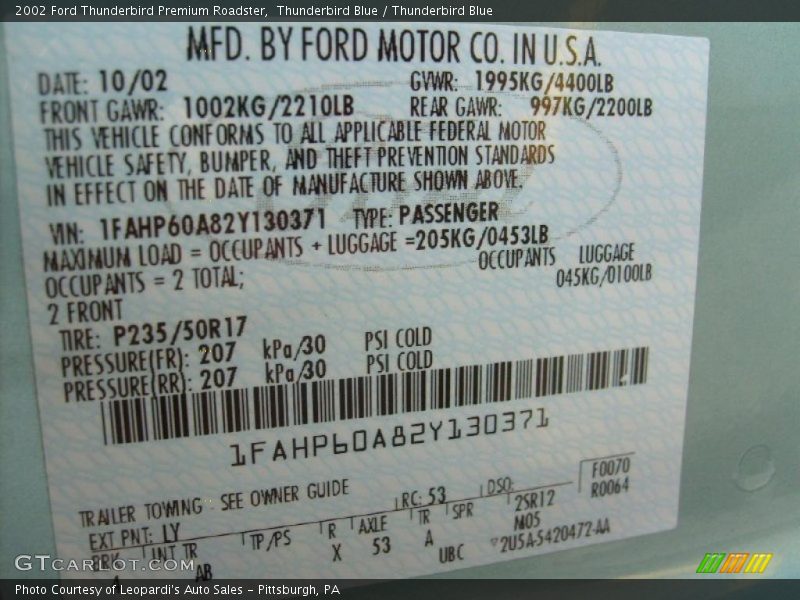 2002 Ford Thunderbird Premium Roadster,  Thunderbird Blue / Thunderbird Blue
MFD. BY FORD MOTOR CO. IN U.S.A.
DATE: 10/02 GVWR: 1995KG/4400LB
FRONT GAWR: 1002KG/2210LB REAR GAWR: 997KG/2200LB
THIS VEHICLE CONFORMS TO ALL APPLICABLE FEDERAL MOTOR
VEHICLE SAFETY, BUMPER, AND THEFT PREVENTION STANDARDS
IN EFFECT ON THE DATE OF MANUFACTURE SHOWN ABOVE.
VIN: 1FAHP60A82Y130371 TYPE: PASSENGER
MAXIMUM LOAD = OCCUPANTS + LUGGAGE =205KG/0453LB
OCCUPANTS LUGGAGE
OCCUPANTS = 2 TOTAL; 045KG/0100LB
2 FRONT
TIRE: P235/50R17
PRESSURE(FR): 207 kPa/30 PSI COLD
PRESSURE(RR): 207 kPa/30 PSI COLD
1FAHP60A82Y130371
TRAILER TOWING - SEE OWNER GUIDE
EXT PNT: LY RC: 53 DSO: F0070
R0064
BRK INT TR TP/PS R AXLE TR SPR 2SR12
AB X 53 A M05
UBC 2U5A-5420472-AA
GTCARLOT.COM
Photo Courtesy of Leopardi's Auto Sales - Pittsburgh, PA